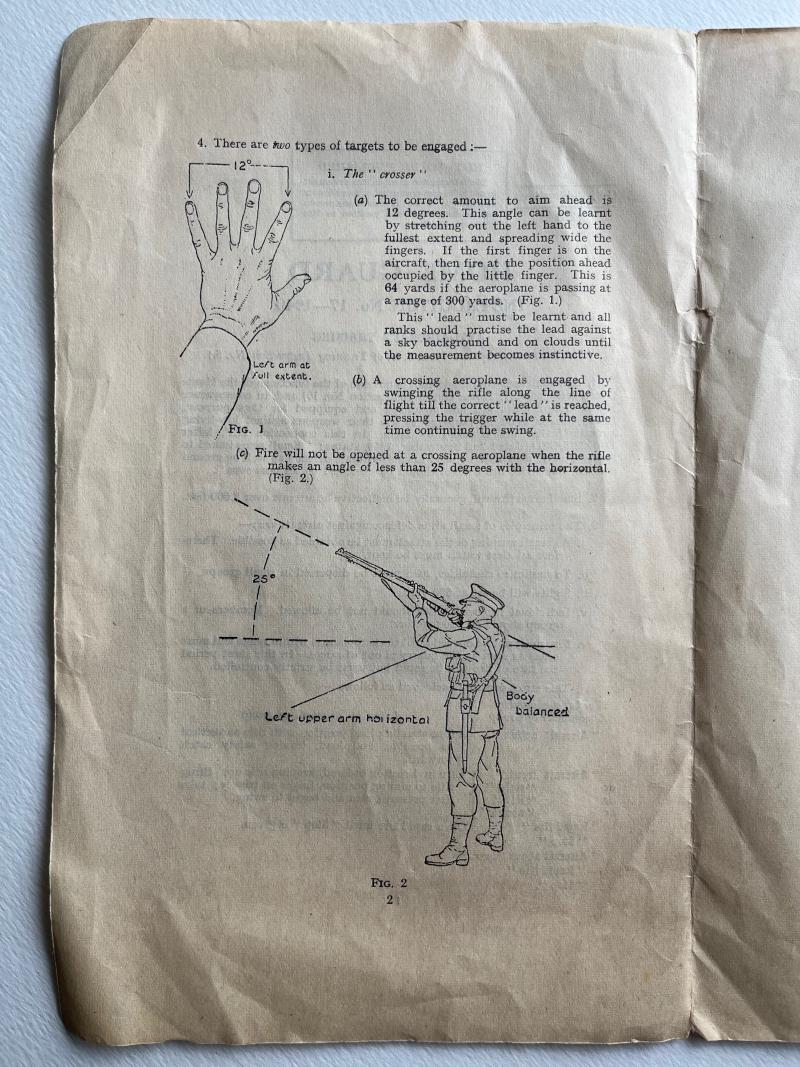 4. There are two types of targets to be engaged :—
12°
i. The " crosser "
(a) The correct amount to aim ahead is
12 degrees. This angle can be learnt
by stretching out the left hand to the
fullest extent and spreading wide the
fingers. If the first finger is on the
aircraft, then fire at the position ahead
occupied by the little finger. This is
64 yards if the aeroplane is passing at
a range of 300 yards. (Fig. 1.)
This " lead " must be learnt and all
ranks should practise the lead against
a sky background and on clouds until
the measurement becomes instinctive.
Left arm at
full extent.
FIG. 1
(b) A crossing aeroplane is engaged by
swinging the rifle along the line of
flight till the correct " lead " is reached,
pressing the trigger while at the same
time continuing the swing.
(c) Fire will not be opened at a crossing aeroplane when the rifle
makes an angle of less than 25 degrees with the horizontal.
(Fig. 2.)
25°
Left upper arm horizontal
Body
balanced
FIG. 2
2